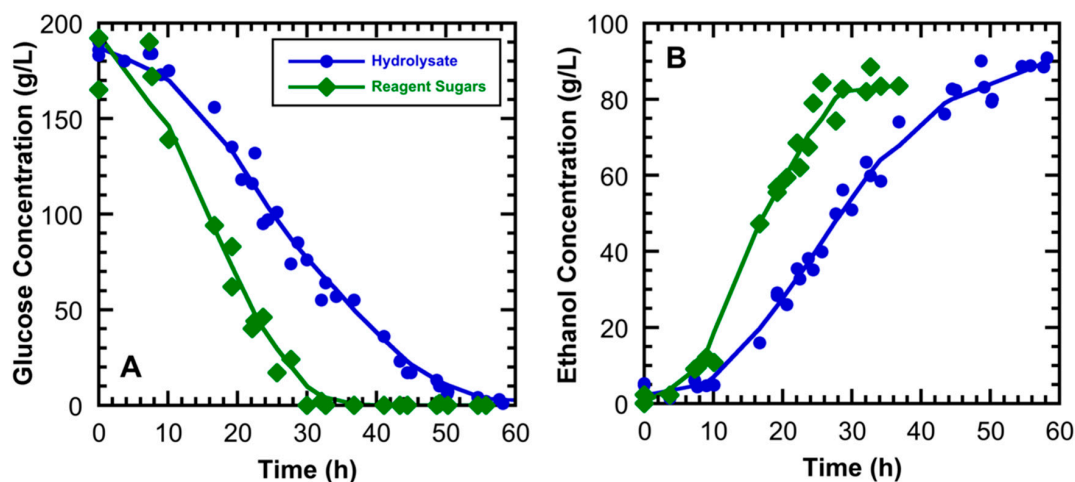 Glucose Concentration (g/L)
200
150
100
50
0
Hydrolysate
Reagent Sugars
A
0 10 20 30 40 50 60
Time (h)
Ethanol Concentration (g/L)
100
80
60
40
20
0
B
0 10 20 30 40 50 60
Time (h)